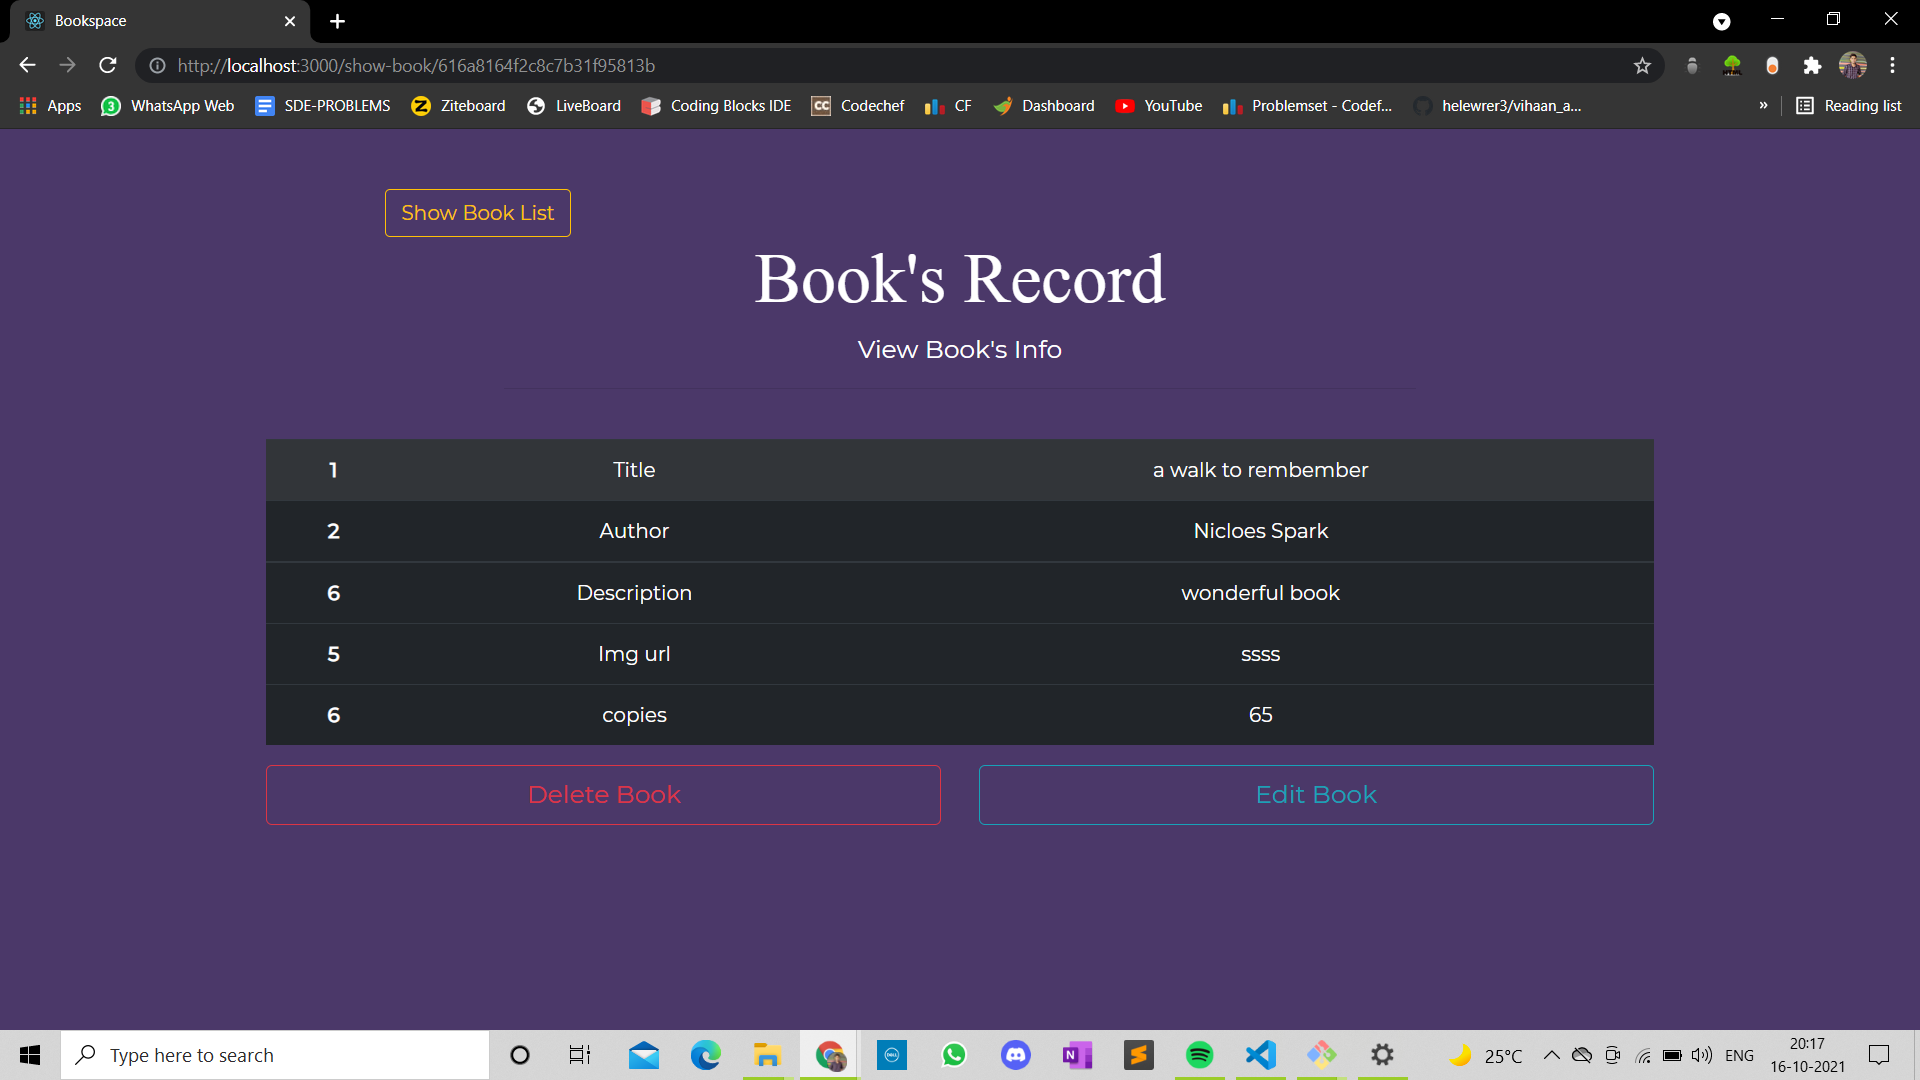 Bookspace
http://localhost:3000/show-book/616a8164f2c8c7b31f95813b
Apps WhatsApp Web SDE-PROBLEMS Ziteboard LiveBoard Coding Blocks IDE Codechef CF Dashboard YouTube Problemset - Codef... helewrer3/vihaan_a... » Reading list
Show Book List
Book's Record
View Book's Info
1 Title a walk to rembember
2 Author Nicloes Spark
6 Description wonderful book
5 Img url ssss
6 copies 65
Delete Book Edit Book
Type here to search
25°C ENG
20:17
16-10-2021